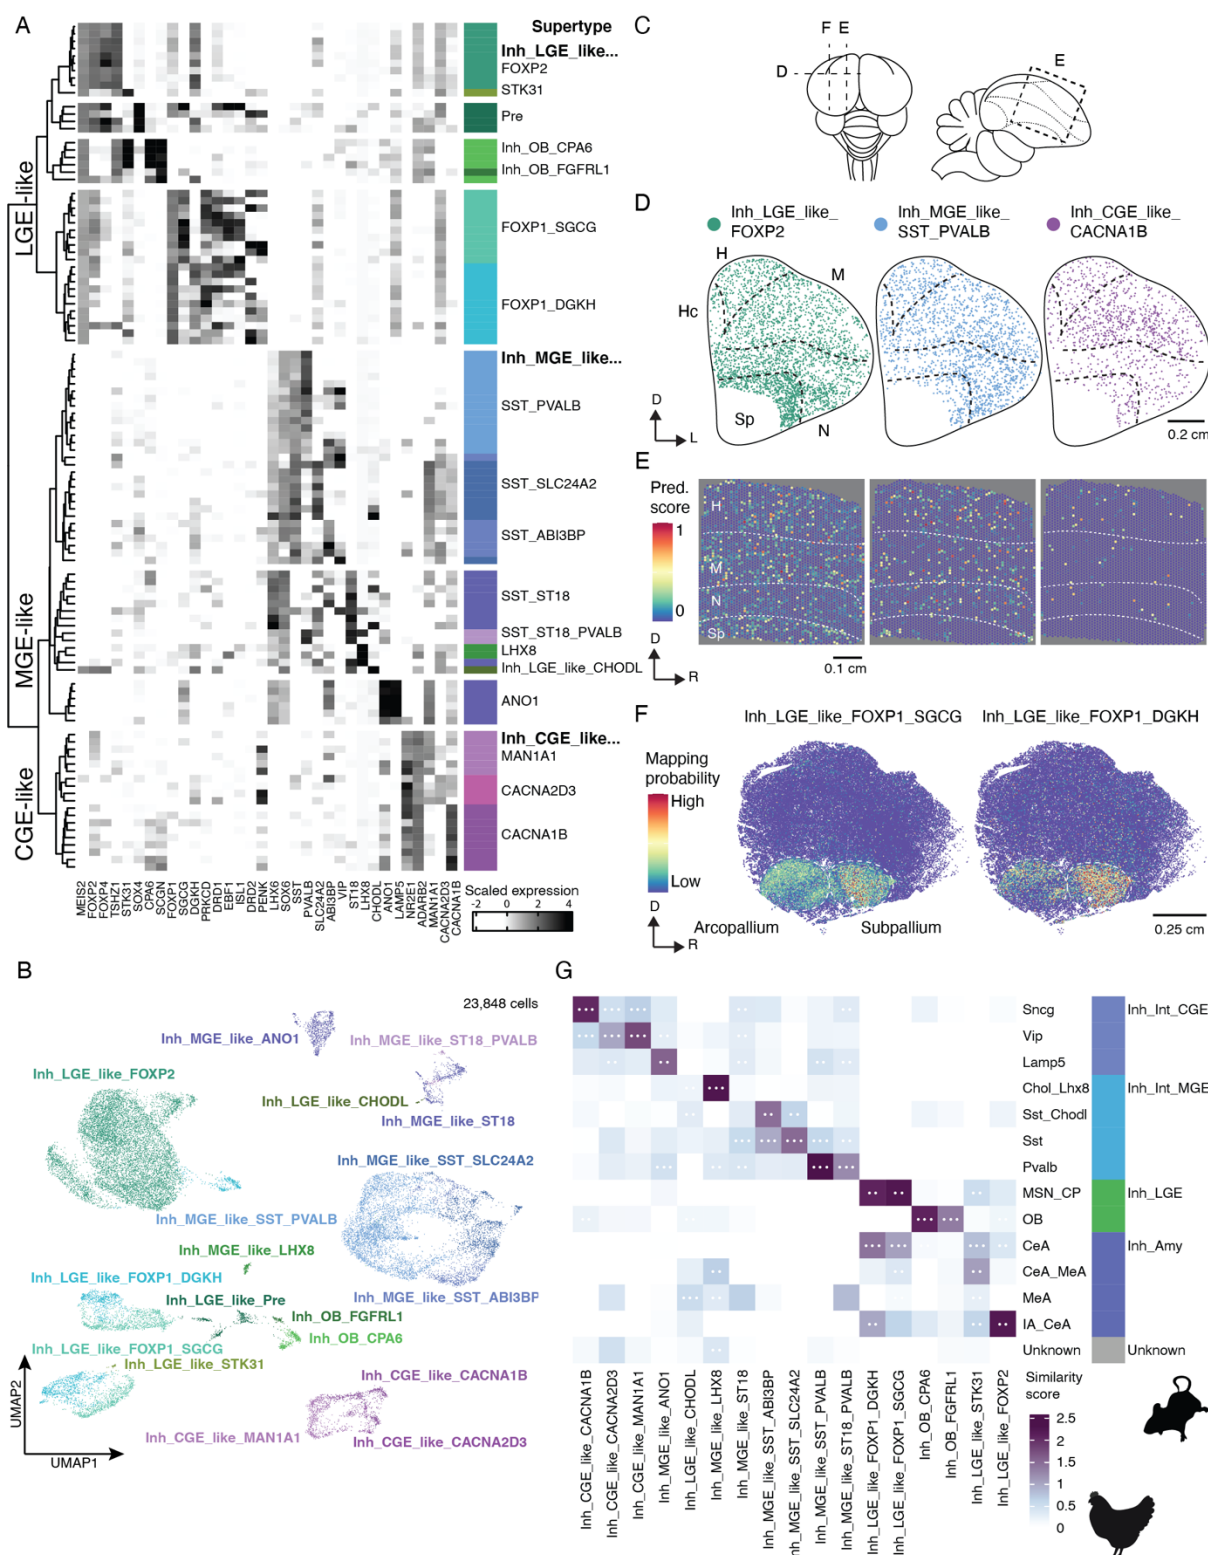 A
Supertype
Inh_LGE_like...
FOXP2
STK31
Pre
Inh_OB_CPA6
Inh_OB_FGFRL1
FOXP1_SGCG
FOXP1_DGKH
Inh_MGE_like...
SST_PVALB
SST_SLC24A2
SST_ABI3BP
SST_ST18
SST_ST18_PVALB
LHX8
Inh_LGE_like_CHODL
ANO1
Inh_CGE_like...
MAN1A1
CACNA2D3
CACNA1B
LGE-like
MGE-like
CGE-like
MEIS2
FOXP2
FOXP4
TSHZ1
STK31
SOX4
CPA6
SCGN
FOXP1
SGCG
DGKH
PRKCD
DRD1
EBF1
ISL1
DRD2
PENK
LHX6
SOX6
SST
PVALB
SLC24A2
ABI3BP
VIP
ST18
LHX8
CHODL
ANO1
LAMP5
NR2E1
ADARB2
MAN1A1
CACNA2D3
CACNA1B
Scaled expression
−4 −2 0 2 4
B
23,848 cells
Inh_MGE_like_ANO1
Inh_MGE_like_ST18_PVALB
Inh_LGE_like_FOXP2
Inh_LGE_like_CHODL
Inh_MGE_like_ST18
Inh_MGE_like_SST_SLC24A2
Inh_MGE_like_SST_PVALB
Inh_MGE_like_LHX8
Inh_LGE_like_FOXP1_DGKH
Inh_LGE_like_Pre
Inh_MGE_like_SST_ABI3BP
Inh_OB_FGFRL1
Inh_OB_CPA6
Inh_LGE_like_FOXP1_SGCG
Inh_LGE_like_STK31
Inh_CGE_like_CACNA1B
Inh_CGE_like_MAN1A1
Inh_CGE_like_CACNA2D3
UMAP2
UMAP1
C
F E
D
E
D
Inh_LGE_like_
FOXP2
Inh_MGE_like_
SST_PVALB
Inh_CGE_like_
CACNA1B
H
M
Hc
Sp
N
D
L
0.2 cm
E
Pred.
score
1
0
H
M
N
Sp
D
R
0.1 cm
F
Inh_LGE_like_FOXP1_SGCG
Inh_LGE_like_FOXP1_DGKH
Mapping
probability
High
Low
D
R
Arcopallium
Subpallium
0.25 cm
G
Sncg
Vip
Lamp5
Chol_Lhx8
Sst_Chodl
Sst
Pvalb
MSN_CP
OB
CeA
CeA_MeA
MeA
IA_CeA
Unknown
Inh_Int_CGE
Inh_Int_MGE
Inh_LGE
Inh_Amy
Unknown
Inh_CGE_like_CACNA1B
Inh_CGE_like_CACNA2D3
Inh_CGE_like_MAN1A1
Inh_MGE_like_ANO1
Inh_LGE_like_CHODL
Inh_MGE_like_LHX8
Inh_MGE_like_ST18
Inh_MGE_like_SST_ABI3BP
Inh_MGE_like_SST_SLC24A2
Inh_MGE_like_SST_PVALB
Inh_MGE_like_ST18_PVALB
Inh_LGE_like_FOXP1_DGKH
Inh_LGE_like_FOXP1_SGCG
Inh_OB_CPA6
Inh_OB_FGFRL1
Inh_LGE_like_STK31
Inh_LGE_like_FOXP2
Similarity
score
2.5
2
1.5
1
0.5
0